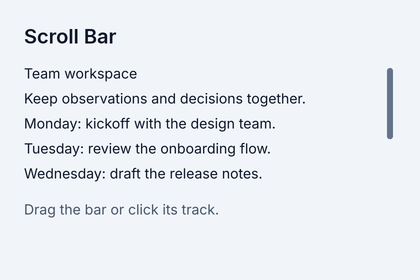 Scroll Bar
Team workspace
Keep observations and decisions together.
Monday: kickoff with the design team.
Tuesday: review the onboarding flow.
Wednesday: draft the release notes.
Drag the bar or click its track.